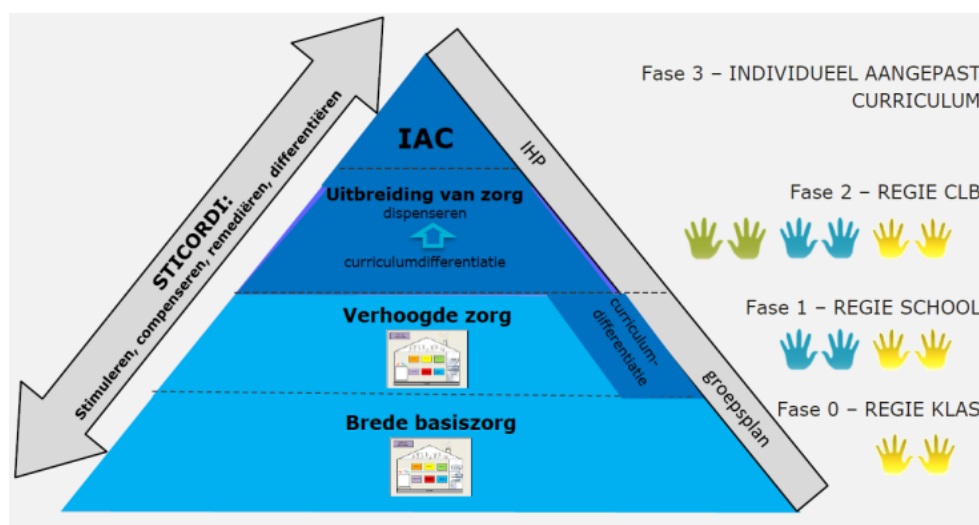 Fase 3 – INDIVIDUEEL AANGEPAST
CURRICULUM
IAC
IHP
STICORDI:
Stimuleren, compenseren, remediëren, differentiëren
Uitbreiding van zorg
dispenseren
curriculumdifferentiatie
Fase 2 – REGIE CLB
Verhoogde zorg
curriculum-
differentiatie
Fase 1 – REGIE SCHOOL
groepsplan
Brede basiszorg
Fase 0 – REGIE KLAS